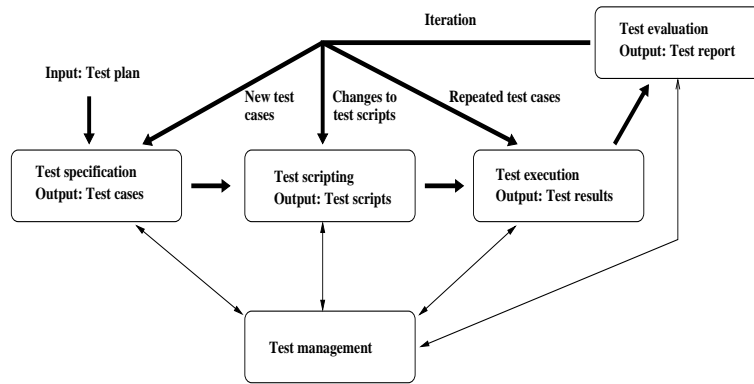 Iteration
Test evaluation
Output: Test report
Input: Test plan
New test
cases
Changes to
test scripts
Repeated test cases
Test specification
Output: Test cases
Test scripting
Output: Test scripts
Test execution
Output: Test results
Test management